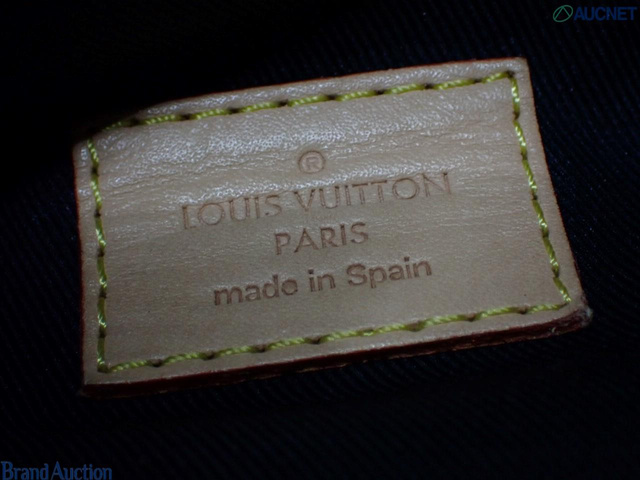 AUCNET
®
LOUIS VUITTON
PARIS
made in Spain
Brand Auction